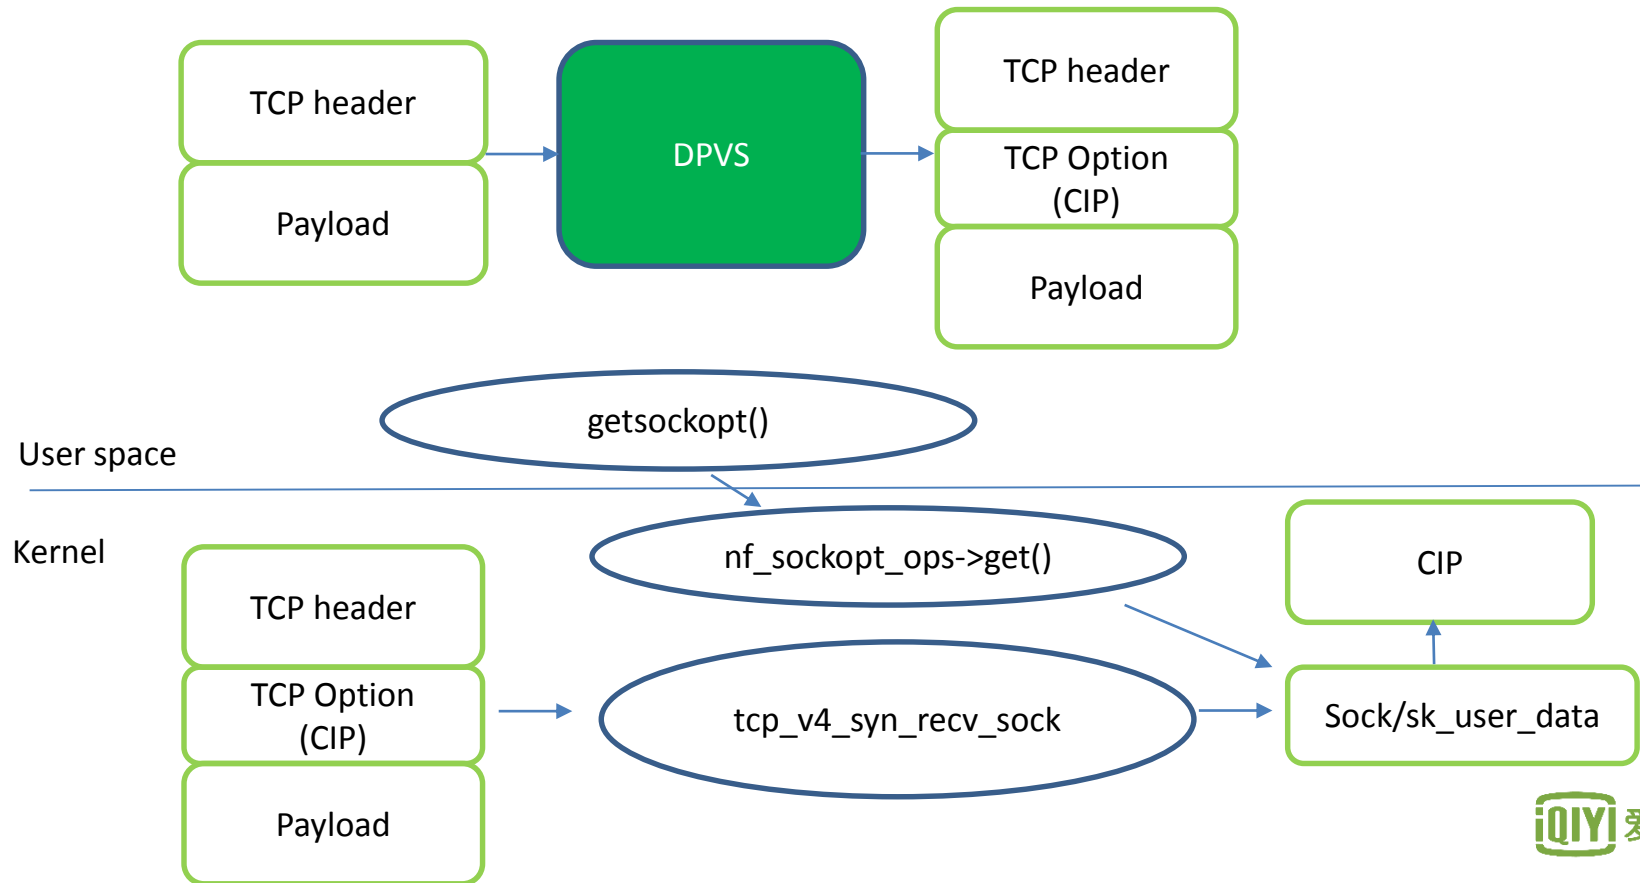 TCP header
Payload
DPVS
TCP header
TCP Option
(CIP)
Payload
getsockopt()
User space
Kernel
nf_sockopt_ops->get()
CIP
TCP header
TCP Option
(CIP)
Payload
tcp_v4_syn_recv_sock
Sock/sk_user_data
iQIYI